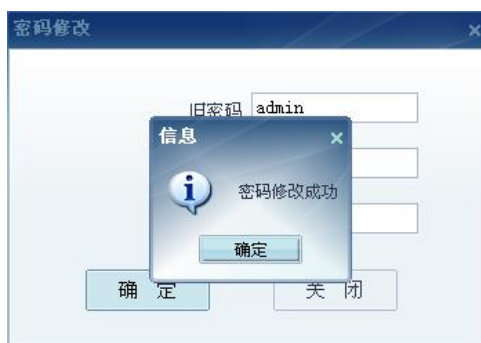 密码修改
旧密码 admin
信息
密码修改成功
确定
确 定
关 闭